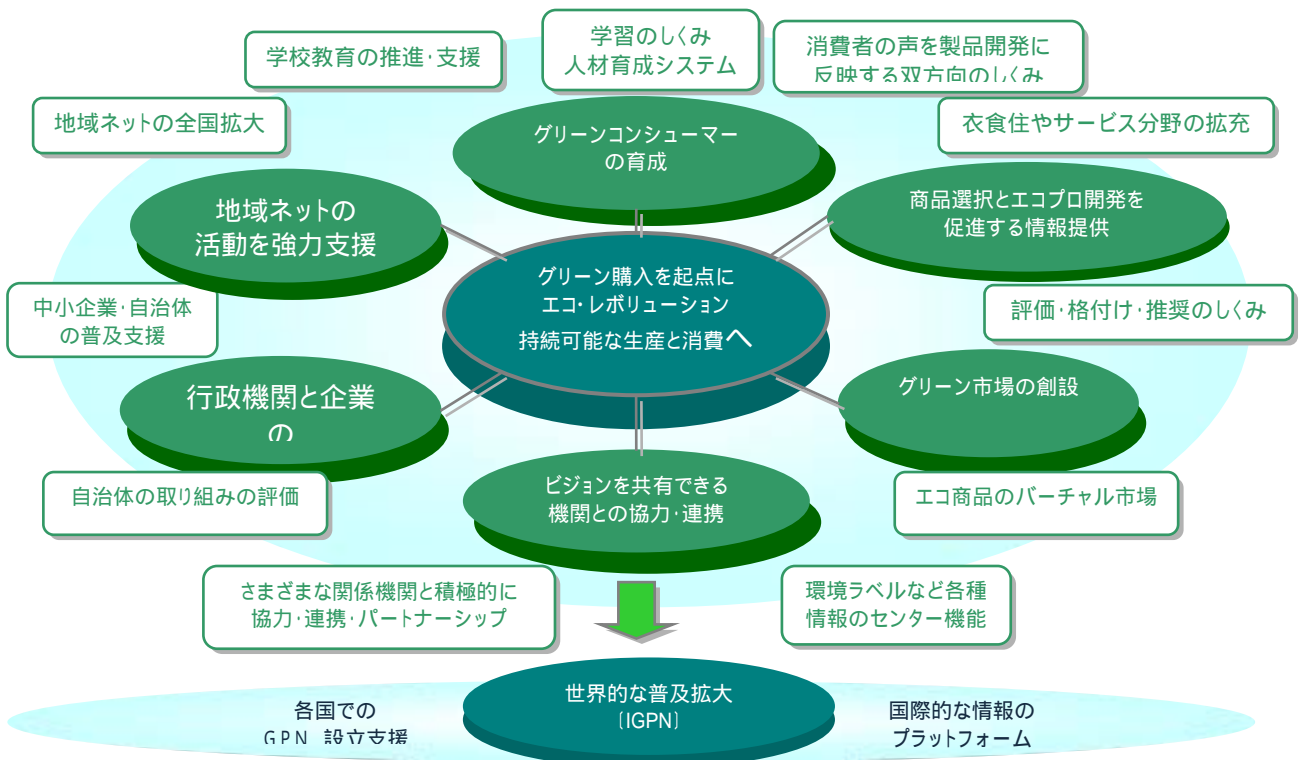 学習のしくみ
人材育成システム
消費者の声を製品開発に
反映する双方向のしくみ
学校教育の推進・支援
地域ネットの全国拡大
衣食住やサービス分野の拡充
グリーンコンシューマー
の育成
地域ネットの
活動を強力支援
商品選択とエコプロ開発を
促進する情報提供
グリーン購入を起点に
エコ・レボリューション
持続可能な生産と消費へ
中小企業・自治体
の普及支援
評価・格付け・推奨のしくみ
行政機関と企業
の
グリーン市場の創設
自治体の取り組みの評価
ビジョンを共有できる
機関との協力・連携
エコ商品のバーチャル市場
さまざまな関係機関と積極的に
協力・連携・パートナーシップ
環境ラベルなど各種
情報のセンター機能
世界的な普及拡大
(IGPN)
各国での
GPN 設立支援
国際的な情報の
プラットフォーム